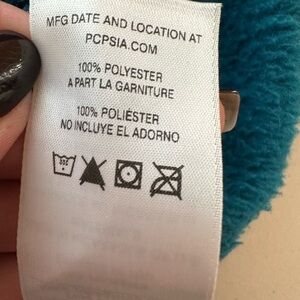 MFG DATE AND LOCATION AT
PCPSIA.COM
100% POLYESTER
A PART LA GARNITURE
100% POLIÉSTER
NO INCLUYE EL ADORNO